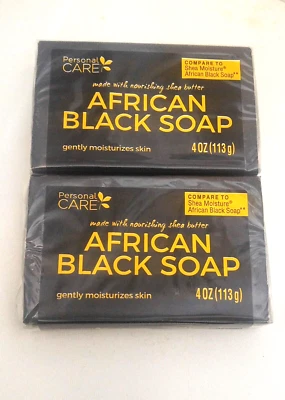 Personal
CARE
COMPARE TO
Shea Moisture®
African Black Soap**
made with nourishing shea butter
AFRICAN
BLACK SOAP
gently moisturizes skin
4 OZ (113 g)
Personal
CARE
COMPARE TO
Shea Moisture®
African Black Soap**
made with nourishing shea butter
AFRICAN
BLACK SOAP
gently moisturizes skin
4 OZ (113 g)